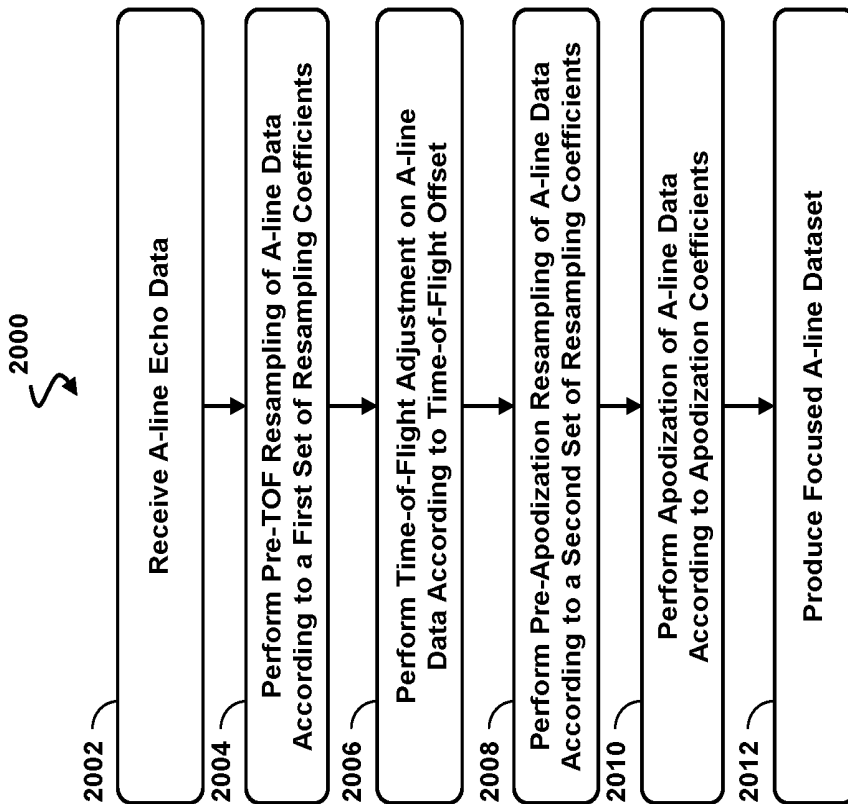 2000
2002
Receive A-line Echo Data
2004
Perform Pre-TOF Resampling of A-line Data
According to a First Set of Resampling Coefficients
2006
Perform Time-of-Flight Adjustment on A-line
Data According to Time-of-Flight Offset
2008
Perform Pre-Apodization Resampling of A-line Data
According to a Second Set of Resampling Coefficients
2010
Perform Apodization of A-line Data
According to Apodization Coefficients
2012
Produce Focused A-line Dataset